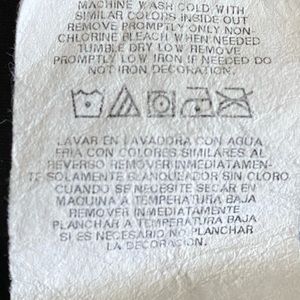 MACHINE WASH COLD WITH
SIMILAR COLORS INSIDE OUT
REMOVE PROMPTLY ONLY NON
CHLORINE BLEACH WHEN NEEDED
TUMBLE DRY LOW REMOVE
PROMPTLY LOW IRON IF NEEDED DO
NOT IRON DECORATION.
LAVAR EN LAVADORA CON AGUA
FRIA CON COLORES SIMILARES AL
REVERSO REMOVER INMEDIATAMEN-
TE SOLAMENTE BLANQUEADOR SIN CLORO
CUANDO SE NECESITE SECAR EN
MAQUINA A TEMPERATURA BAJA
REMOVER INMEDIATAMENTE
PLANCHAR A TEMPERATURA BAJA
SI ES NECESARIO NO PLANCHAR
LA DECORACION.